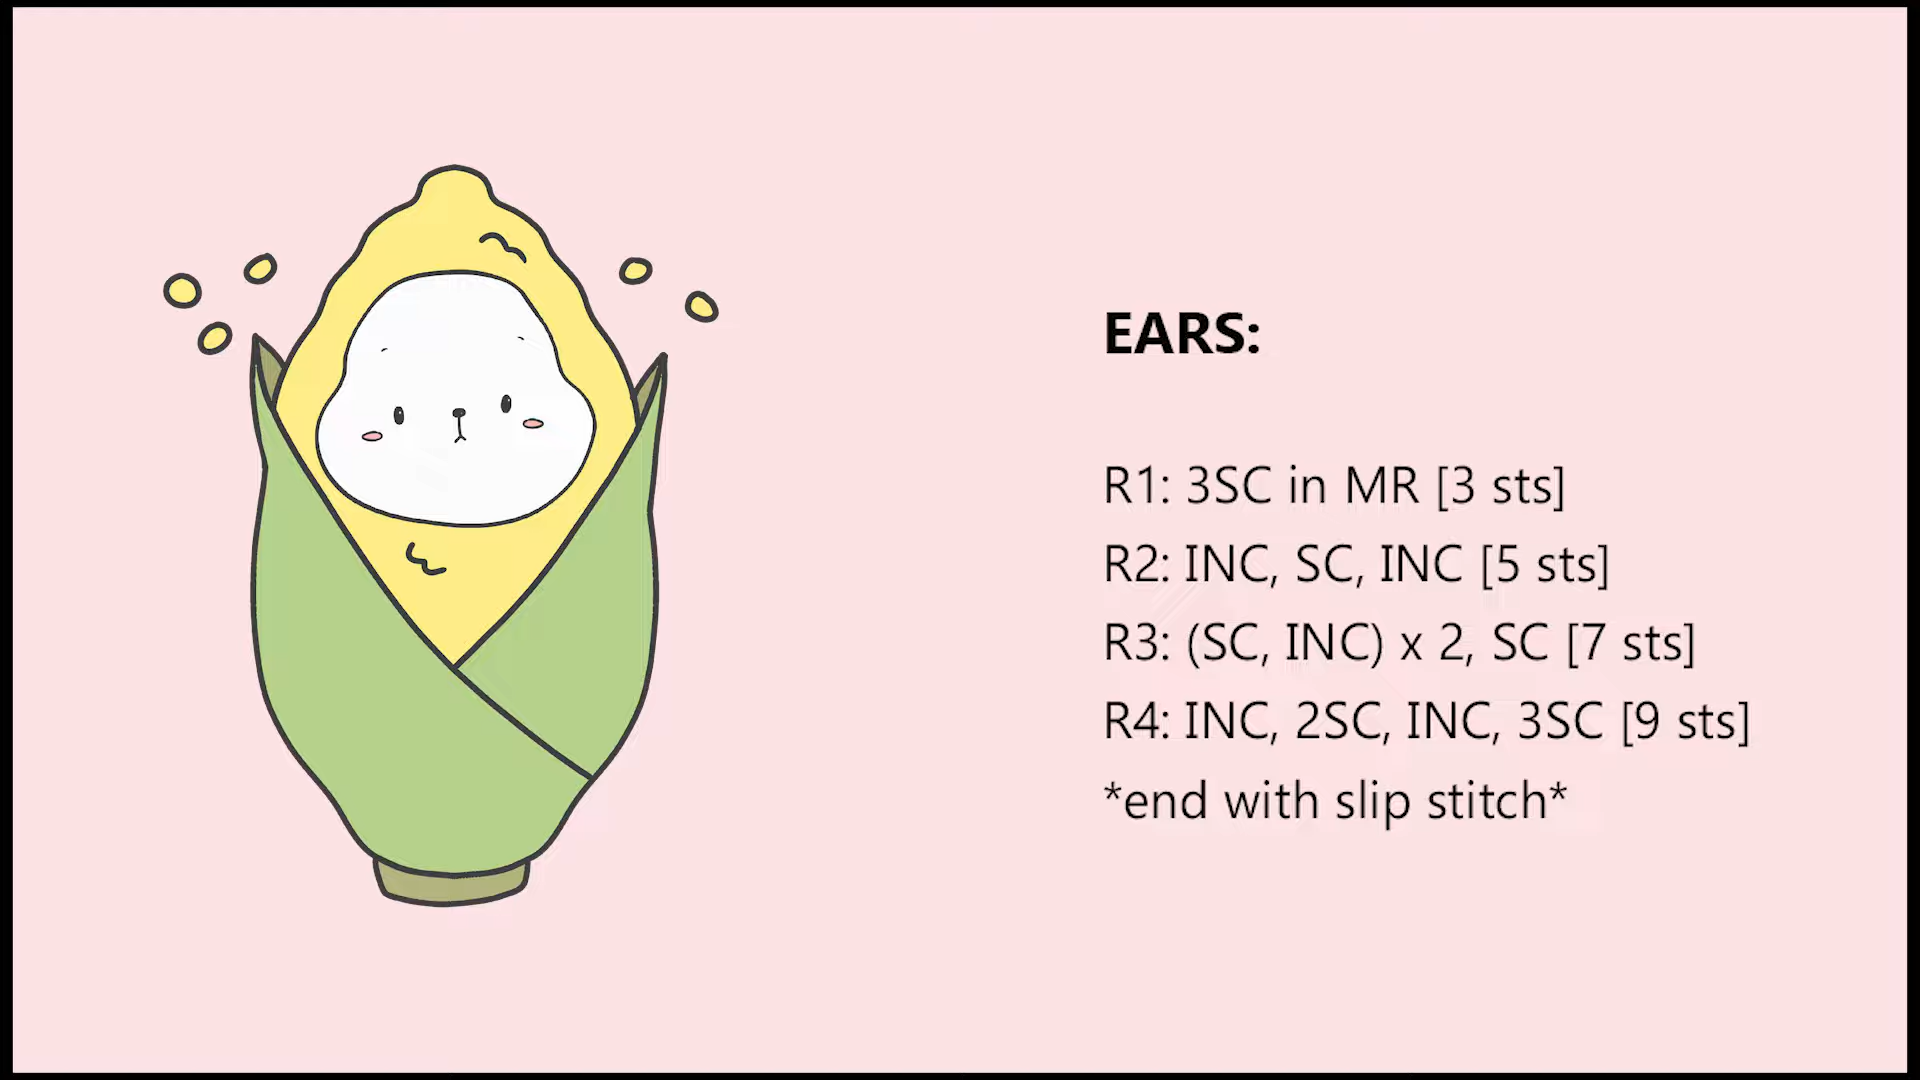 EARS:
R1: 3SC in MR [3 sts]
R2: INC, SC, INC [5 sts]
R3: (SC, INC) x 2, SC [7 sts]
R4: INC, 2SC, INC, 3SC [9 sts]
*end with slip stitch*